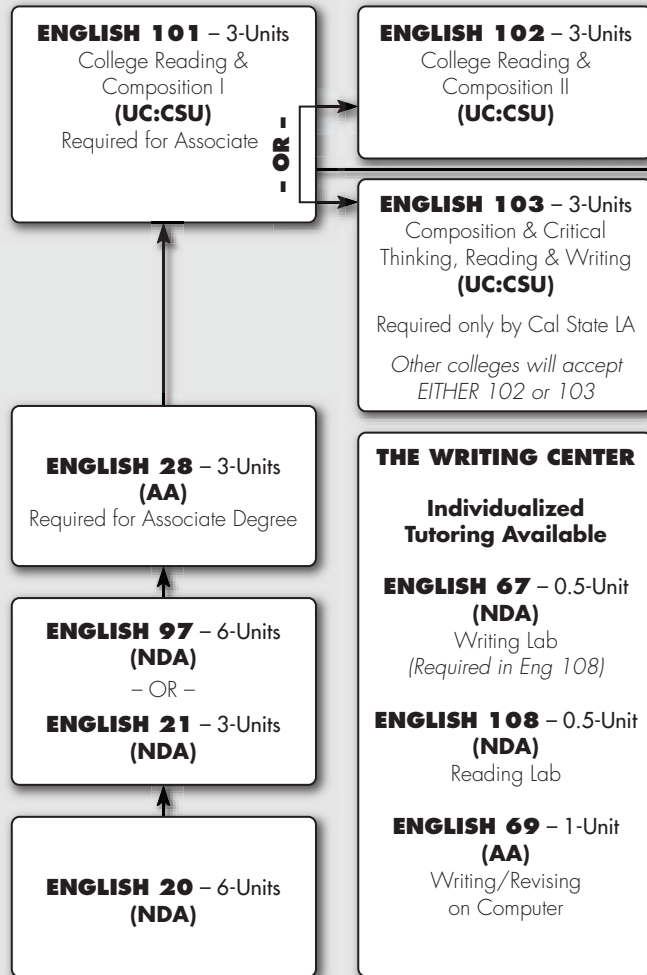 ENGLISH 101 – 3-Units
College Reading &
Composition I
(UC:CSU)
Required for Associate
– OR –
ENGLISH 102 – 3-Units
College Reading &
Composition II
(UC:CSU)
ENGLISH 103 – 3-Units
Composition & Critical
Thinking, Reading & Writing
(UC:CSU)
Required only by Cal State LA
Other colleges will accept
EITHER 102 or 103
ENGLISH 28 – 3-Units
(AA)
Required for Associate Degree
ENGLISH 97 – 6-Units
(NDA)
– OR –
ENGLISH 21 – 3-Units
(NDA)
ENGLISH 20 – 6-Units
(NDA)
THE WRITING CENTER
Individualized
Tutoring Available
ENGLISH 67 – 0.5-Unit
(NDA)
Writing Lab
(Required in Eng 108)
ENGLISH 108 – 0.5-Unit
(NDA)
Reading Lab
ENGLISH 69 – 1-Unit
(AA)
Writing/Revising
on Computer